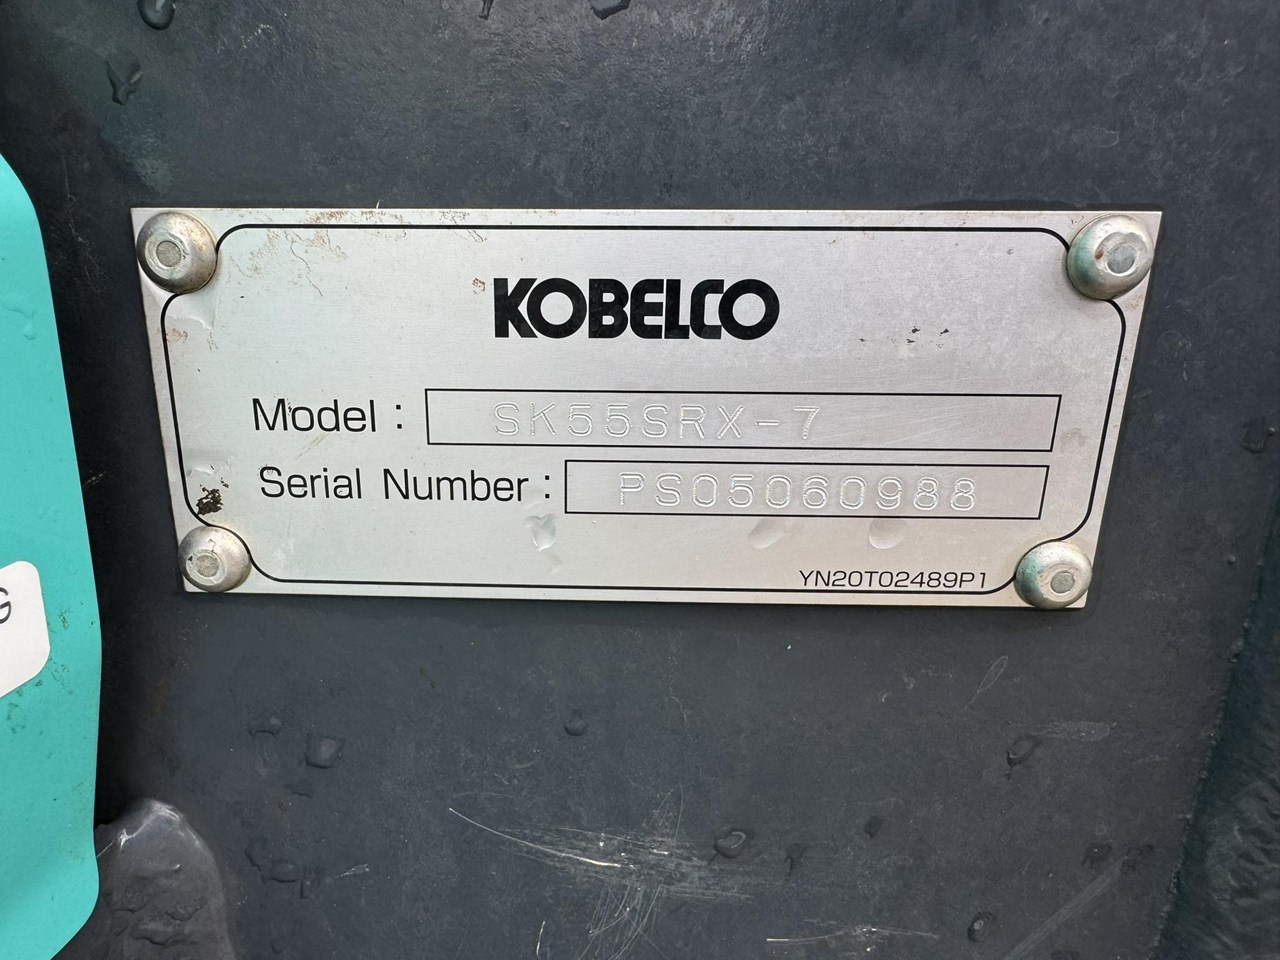 KOBELCO
Model : SK55SRX-7
Serial Number : PS05060988
YN20T02489P1
G